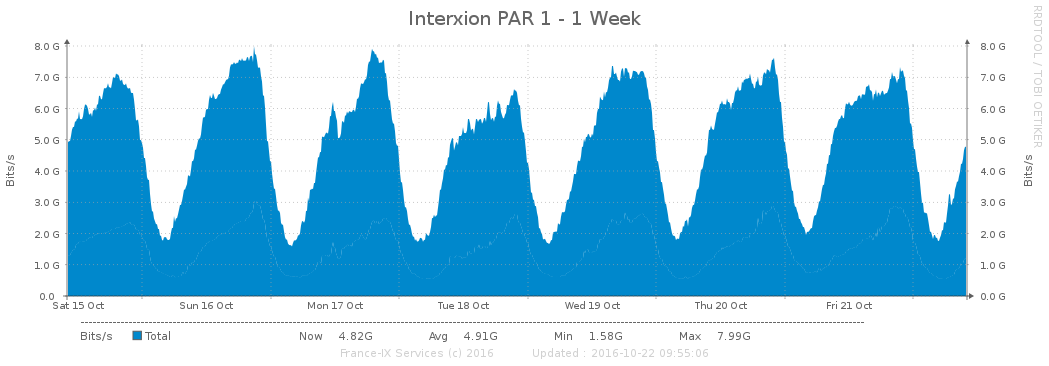 Interxion PAR 1 - 1 Week
RRDTOOL / TOBI OETIKER
Bits/s
8.0 G 8.0 G
7.0 G 7.0 G
6.0 G 6.0 G
5.0 G 5.0 G
4.0 G 4.0 G
3.0 G 3.0 G
2.0 G 2.0 G
1.0 G 1.0 G
0.0 0.0 G
Bits/s
Sat 15 Oct Sun 16 Oct Mon 17 Oct Tue 18 Oct Wed 19 Oct Thu 20 Oct Fri 21 Oct
Bits/s Total Now 4.82G Avg 4.91G Min 1.58G Max 7.99G
France-IX Services (c) 2016 Updated : 2016-10-22 09:55:06